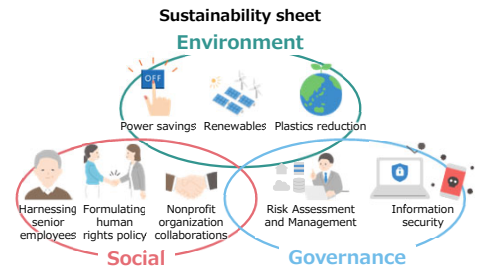 Sustainability sheet
Environment
OFF
Power savings Renewables Plastics reduction
Harnessing
senior
employees
Formulating
human
rights policy
Nonprofit
organization
collaborations
Risk Assessment
and Management
Information
security
Social
Governance